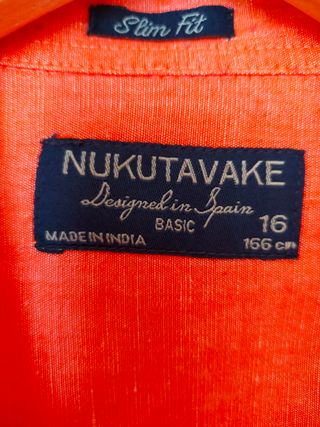 Slim Fit
NUKUTAVAKE
Designed in Spain
BASIC 16
MADE IN INDIA 166 cm